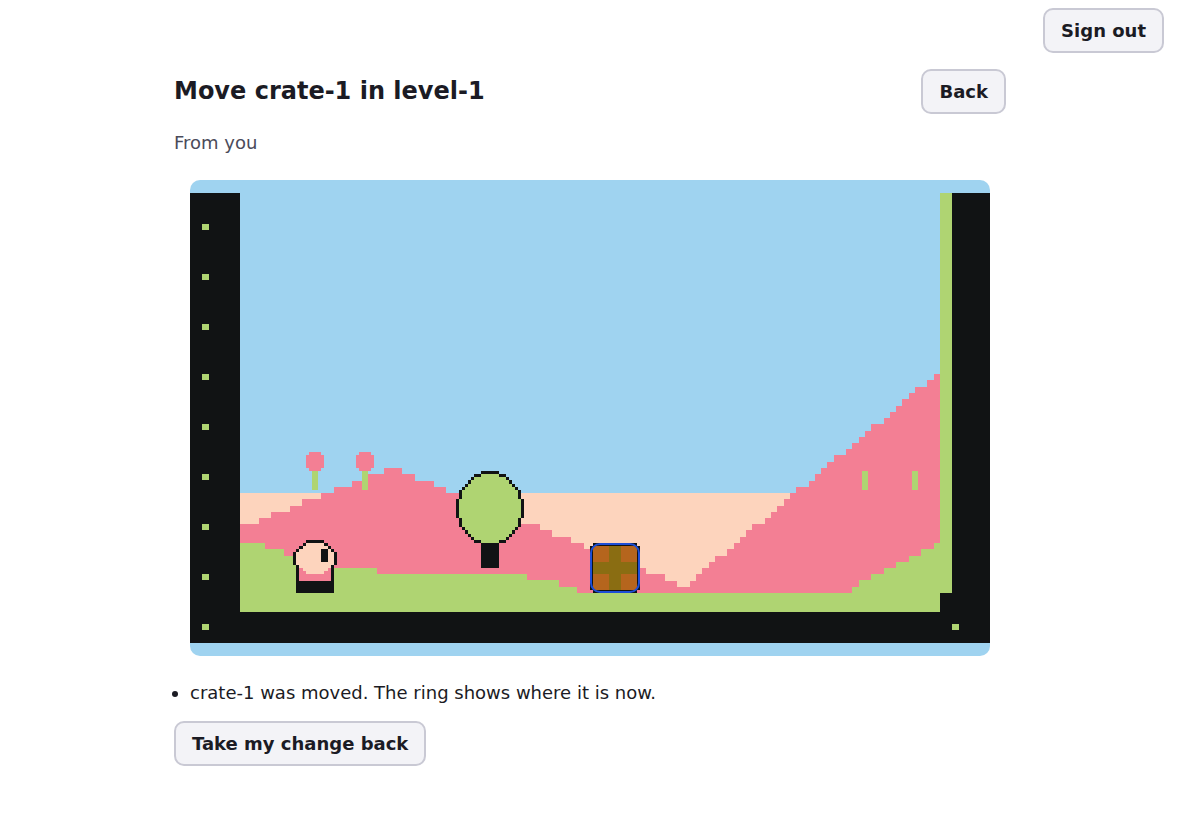 Sign out
Move crate-1 in level-1
Back
From you
crate-1 was moved. The ring shows where it is now.
Take my change back